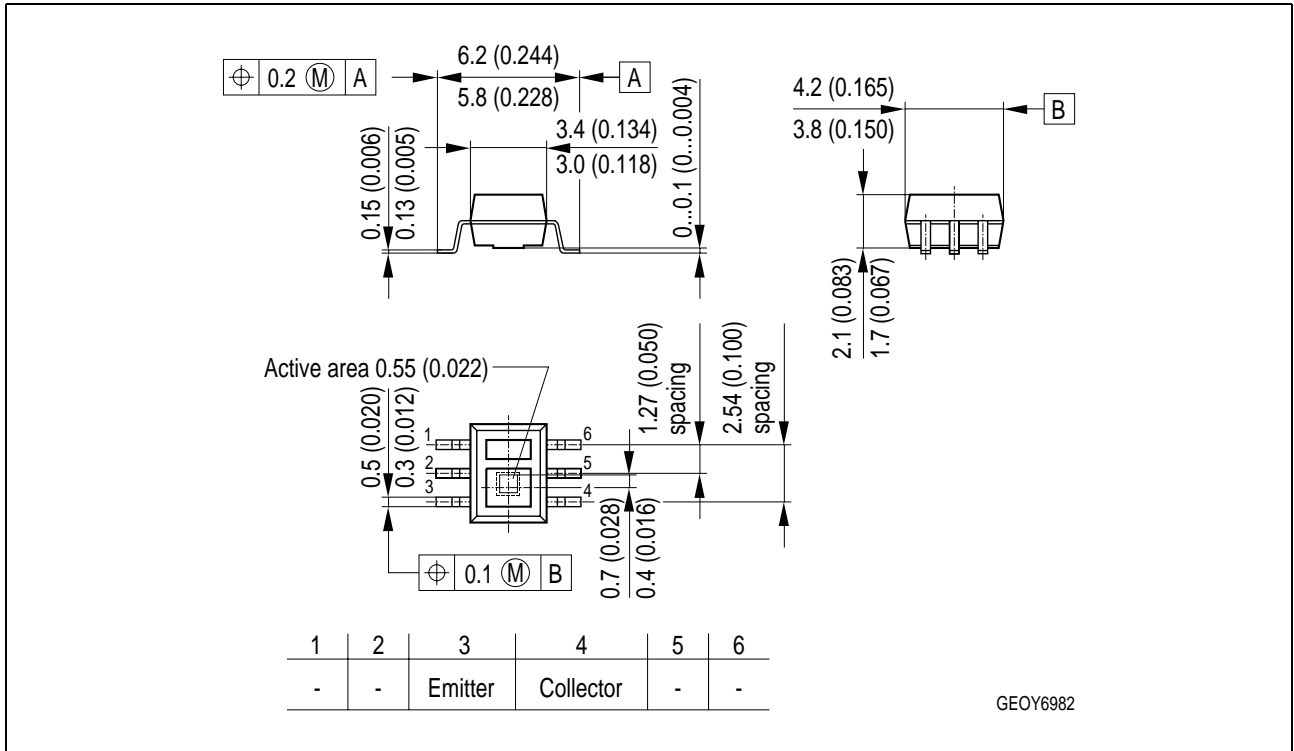 ⌖ 0.2 Ⓜ A
6.2 (0.244)
5.8 (0.228)
A
3.4 (0.134)
3.0 (0.118)
0.15 (0.006)
0.13 (0.005)
0...0.1 (0...0.004)
4.2 (0.165)
3.8 (0.150)
B
2.1 (0.083)
1.7 (0.067)
Active area 0.55 (0.022)
0.5 (0.020)
0.3 (0.012)
1
2
3
6
5
4
1.27 (0.050)
spacing
2.54 (0.100)
spacing
0.7 (0.028)
0.4 (0.016)
⌖ 0.1 Ⓜ B
1 2 3 4 5 6
- - Emitter Collector - -
GEOY6982